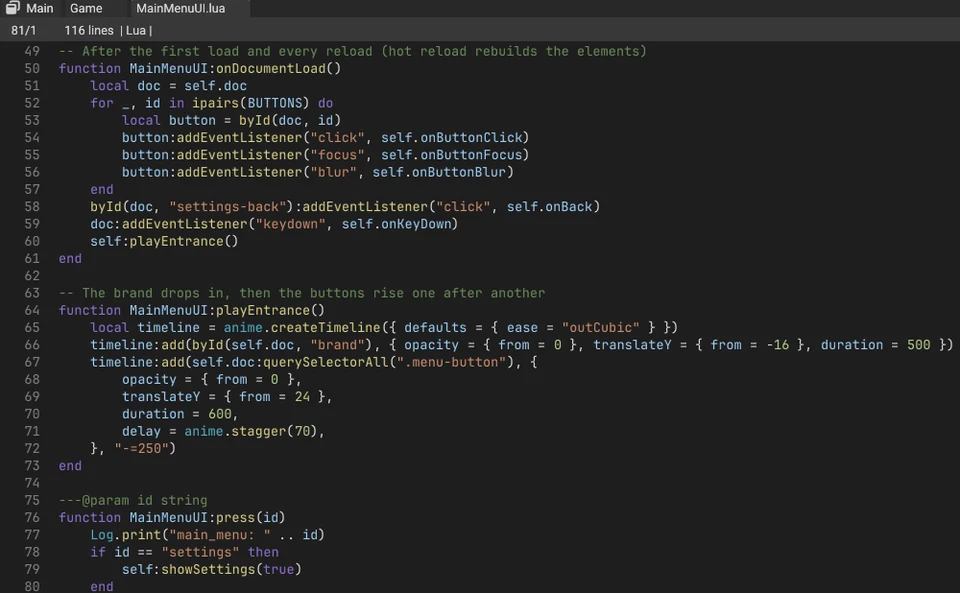 Main Game MainMenuUI.lua
81/1 116 lines | Lua |
49 -- After the first load and every reload (hot reload rebuilds the elements)
50 function MainMenuUI:onDocumentLoad()
51     local doc = self.doc
52     for _, id in ipairs(BUTTONS) do
53         local button = byId(doc, id)
54         button:addEventListener("click", self.onButtonClick)
55         button:addEventListener("focus", self.onButtonFocus)
56         button:addEventListener("blur", self.onButtonBlur)
57     end
58     byId(doc, "settings-back"):addEventListener("click", self.onBack)
59     doc:addEventListener("keydown", self.onKeyDown)
60     self:playEntrance()
61 end
62
63 -- The brand drops in, then the buttons rise one after another
64 function MainMenuUI:playEntrance()
65     local timeline = anime.createTimeline({ defaults = { ease = "outCubic" } })
66     timeline:add(byId(self.doc, "brand"), { opacity = { from = 0 }, translateY = { from = -16 }, duration = 500 })
67     timeline:add(self.doc:querySelectorAll(".menu-button"), {
68         opacity = { from = 0 },
69         translateY = { from = 24 },
70         duration = 600,
71         delay = anime.stagger(70),
72     }, "-=250")
73 end
74
75 ---@param id string
76 function MainMenuUI:press(id)
77     Log.print("main_menu: " .. id)
78     if id == "settings" then
79         self:showSettings(true)
80     end